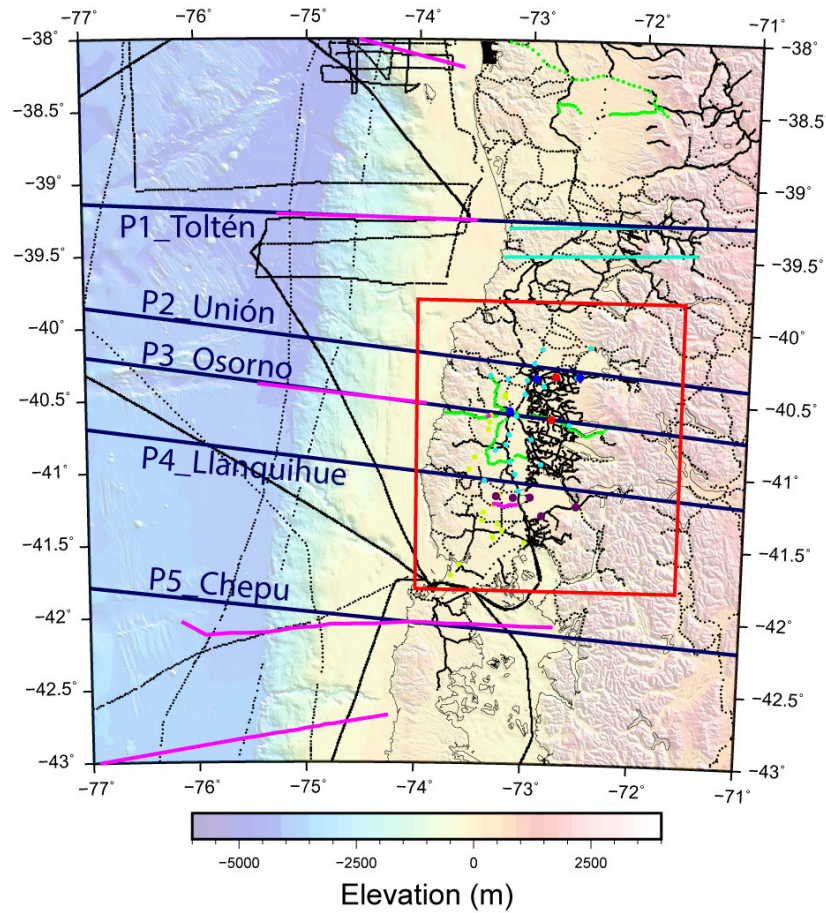 −77° −76° −75° −74° −73° −72° −71°
−38° −38°
−38.5° −38.5°
−39° −39°
P1_Toltén
−39.5° −39.5°
P2_Unión
−40° −40°
P3_Osorno
−40.5° −40.5°
P4_Llanquihue
−41° −41°
−41.5° −41.5°
P5_Chepu
−42° −42°
−42.5° −42.5°
−43° −43°
−77° −76° −75° −74° −73° −72° −71°
−5000 −2500 0 2500
Elevation (m)